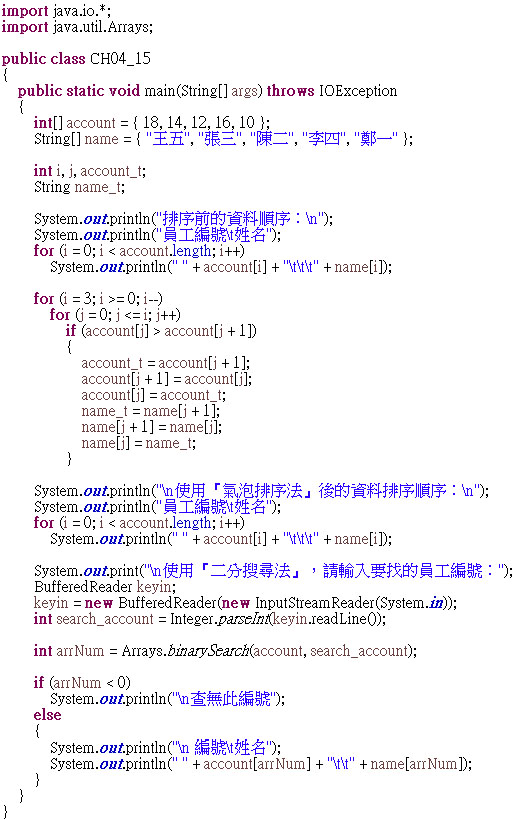 import java.io.*;
import java.util.Arrays;

public class CH04_15
{
    public static void main(String[] args) throws IOException
    {
        int[] account = { 18, 14, 12, 16, 10 };
        String[] name = { "王五", "張三", "陳二", "李四", "鄭一" };

        int i, j, account_t;
        String name_t;

        System.out.println("排序前的資料順序：\n");
        System.out.println("員工編號\t姓名");
        for (i = 0; i < account.length; i++)
            System.out.println(" " + account[i] + "\t\t\t" + name[i]);

        for (i = 3; i >= 0; i--)
            for (j = 0; j <= i; j++)
                if (account[j] > account[j + 1])
                {
                    account_t = account[j + 1];
                    account[j + 1] = account[j];
                    account[j] = account_t;
                    name_t = name[j + 1];
                    name[j + 1] = name[j];
                    name[j] = name_t;
                }

        System.out.println("\n使用『氣泡排序法』後的資料排序順序：\n");
        System.out.println("員工編號\t姓名");
        for (i = 0; i < account.length; i++)
            System.out.println(" " + account[i] + "\t\t\t" + name[i]);

        System.out.print("\n使用『二分搜尋法』，請輸入要找的員工編號：");
        BufferedReader keyin;
        keyin = new BufferedReader(new InputStreamReader(System.in));
        int search_account = Integer.parseInt(keyin.readLine());

        int arrNum = Arrays.binarySearch(account, search_account);

        if (arrNum < 0)
            System.out.println("\n查無此編號");
        else
        {
            System.out.println("\n 編號\t姓名");
            System.out.println(" " + account[arrNum] + "\t\t" + name[arrNum]);
        }
    }
}